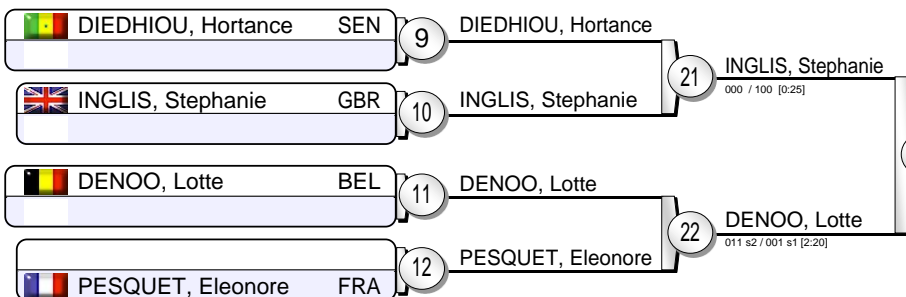 DIEDHIOU, Hortance SEN
9
DIEDHIOU, Hortance
21
INGLIS, Stephanie
000 / 100 [0:25]
INGLIS, Stephanie GBR
10
INGLIS, Stephanie
DENOO, Lotte BEL
11
DENOO, Lotte
22
DENOO, Lotte
011 s2 / 001 s1 [2:20]
12
PESQUET, Eleonore
PESQUET, Eleonore FRA